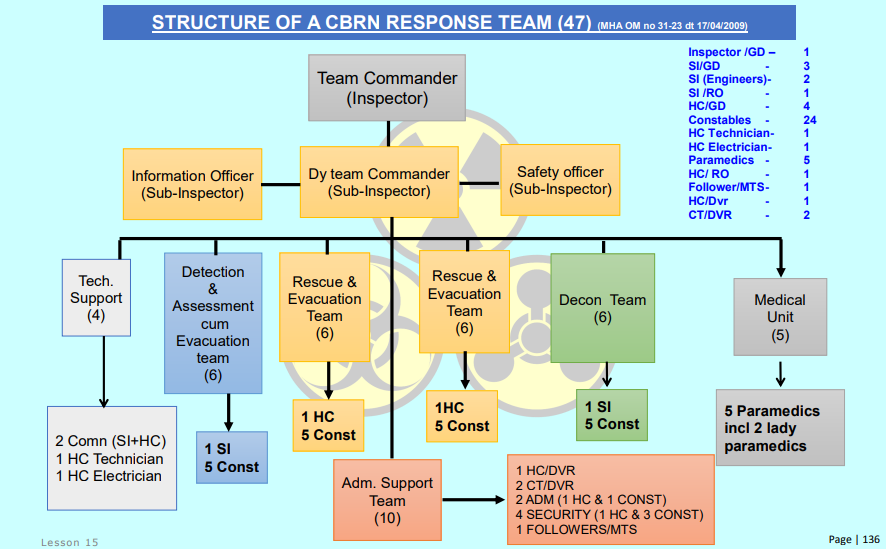 STRUCTURE OF A CBRN RESPONSE TEAM (47) (MHA OM no 31-23 dt 17/04/2009)
Inspector /GD – 1
SI/GD - 3
SI (Engineers)- 2
SI /RO - 1
HC/GD - 4
Constables - 24
HC Technician- 1
HC Electrician- 1
Paramedics - 5
HC/ RO - 1
Follower/MTS- 1
HC/Dvr - 1
CT/DVR - 2
Team Commander
(Inspector)
Information Officer
(Sub-Inspector)
Dy team Commander
(Sub-Inspector)
Safety officer
(Sub-Inspector)
Tech.
Support
(4)
Detection
&
Assessment
cum
Evacuation
team
(6)
Rescue &
Evacuation
Team
(6)
Rescue &
Evacuation
Team
(6)
Decon Team
(6)
Medical
Unit
(5)
2 Comn (SI+HC)
1 HC Technician
1 HC Electrician
1 SI
5 Const
1 HC
5 Const
1HC
5 Const
1 SI
5 Const
5 Paramedics
incl 2 lady
paramedics
Adm. Support
Team
(10)
1 HC/DVR
2 CT/DVR
2 ADM (1 HC & 1 CONST)
4 SECURITY (1 HC & 3 CONST)
1 FOLLOWERS/MTS
Lesson 15
Page | 136